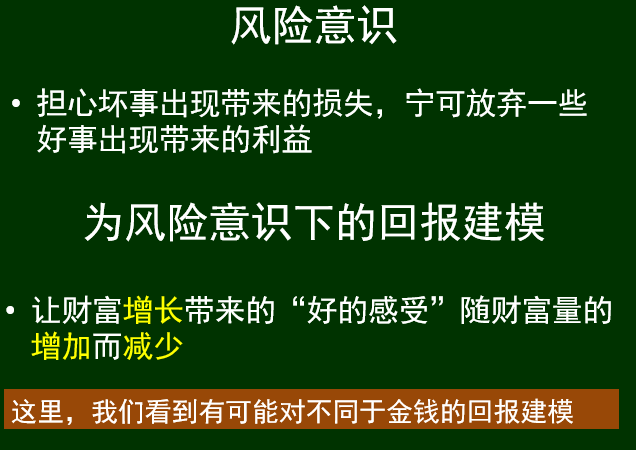 风险意识
• 担心坏事出现带来的损失，宁可放弃一些
好事出现带来的利益
为风险意识下的回报建模
• 让财富增长带来的“好的感受”随财富量的
增加而减少
这里，我们看到有可能对不同于金钱的回报建模